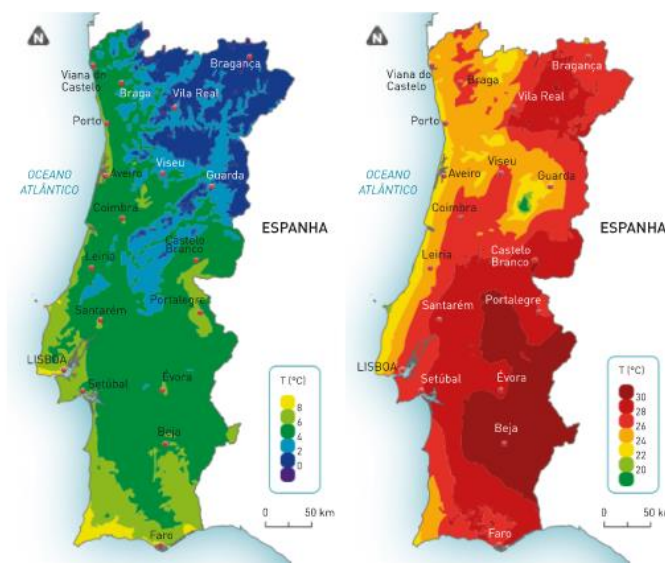 N
Viana do
Castelo
Braga
Bragança
Vila Real
Porto
OCEANO
ATLÂNTICO
Aveiro
Viseu
Guarda
Coimbra
ESPANHA
Castelo
Branco
Leiria
Portalegre
Santarém
LISBOA
Setúbal
Évora
Beja
Faro
T (°C)
8
6
4
2
0
0 50 km
N
Viana do
Castelo
Braga
Bragança
Vila Real
Porto
OCEANO
ATLÂNTICO
Aveiro
Viseu
Guarda
Coimbra
ESPANHA
Castelo
Branco
Leiria
Portalegre
Santarém
LISBOA
Setúbal
Évora
Beja
Faro
T (°C)
30
28
26
24
22
20
0 50 km